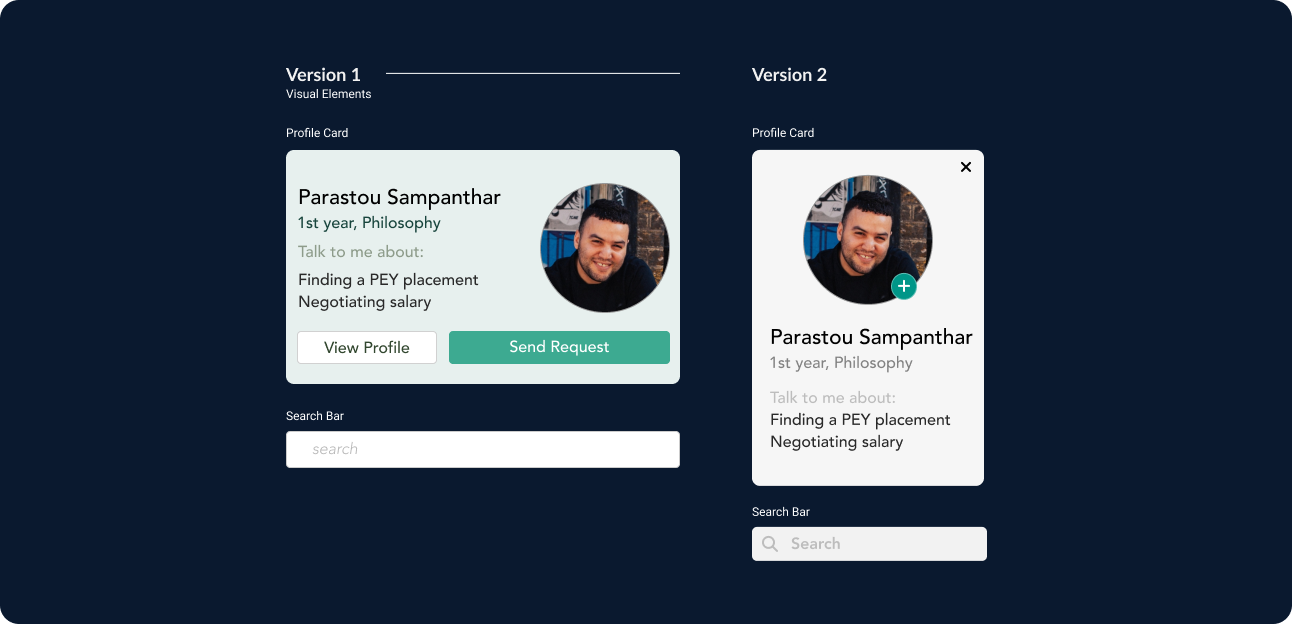 Version 1
Visual Elements
Profile Card
Parastou Sampanthar
1st year, Philosophy
Talk to me about:
Finding a PEY placement
Negotiating salary
View Profile
Send Request
Search Bar
search
Version 2
Profile Card
Parastou Sampanthar
1st year, Philosophy
Talk to me about:
Finding a PEY placement
Negotiating salary
Search Bar
Search